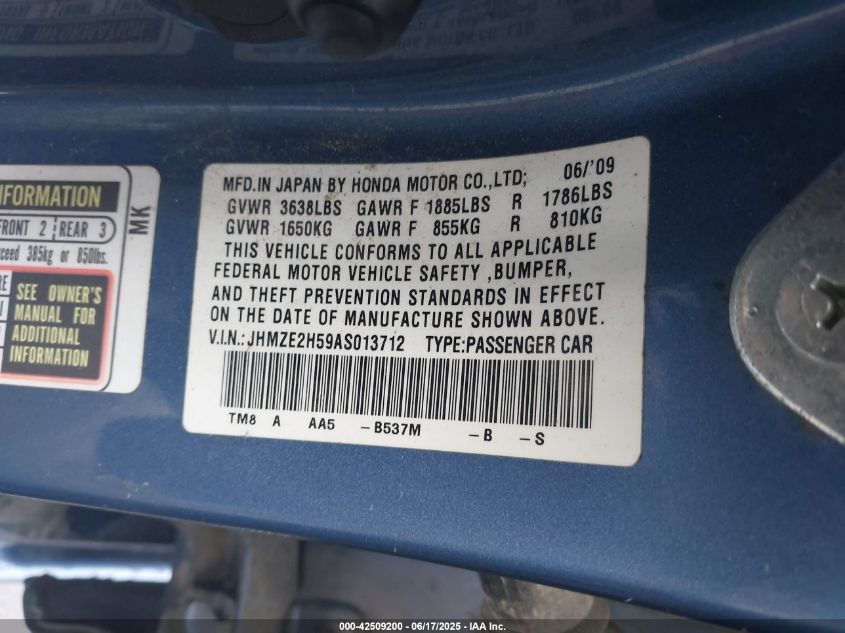 INFORMATION
FRONT 2 REAR 3
exceed 385kg or 850lbs.
SEE OWNER'S
MANUAL FOR
ADDITIONAL
INFORMATION
MK
MFD.IN JAPAN BY HONDA MOTOR CO.,LTD; 06/'09
GVWR 3638LBS GAWR F 1885LBS R 1786LBS
GVWR 1650KG GAWR F 855KG R 810KG
THIS VEHICLE CONFORMS TO ALL APPLICABLE
FEDERAL MOTOR VEHICLE SAFETY ,BUMPER,
AND THEFT PREVENTION STANDARDS IN EFFECT
ON THE DATE OF MANUFACTURE SHOWN ABOVE.
V.I.N.:JHMZE2H59AS013712 TYPE:PASSENGER CAR
TM8 A AA5 -B537M -B -S
000-42509200 - 06/17/2025 - IAA Inc.